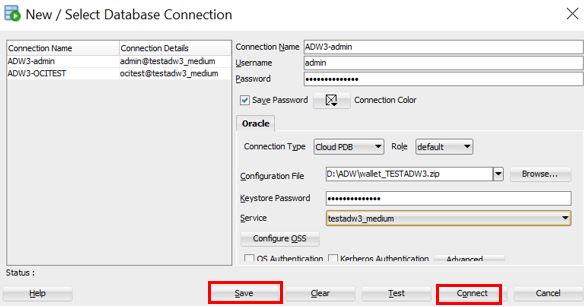 New / Select Database Connection
Connection Name Connection Details
ADW3-admin admin@testadw3_medium
ADW3-OCITEST ocitest@testadw3_medium
Connection Name ADW3-admin
Username admin
Password ••••••••••••••
Save Password Connection Color
Oracle
Connection Type Cloud PDB Role default
Configuration File D:\ADW\wallet_TESTADW3.zip Browse...
Keystore Password ••••••••••••••
Service testadw3_medium
Configure OSS
OS Authentication Kerberos Authentication Advanced...
Status :
Help Save Clear Test Connect Cancel